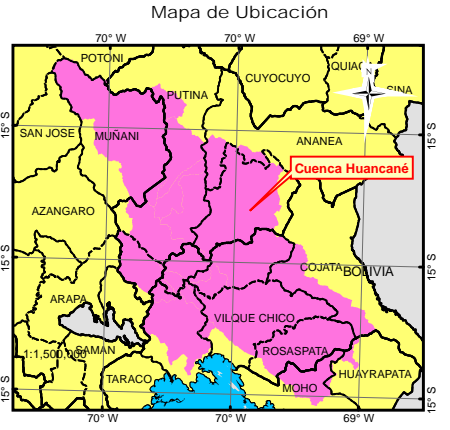 Mapa de Ubicación
70° W 70° W 69° W
POTONI
QUIAC
N
CUYOCUYO
PUTINA
SINA
15° S 15° S
SAN JOSE
MUÑANI
ANANEA
Cuenca Huancané
AZANGARO
15° S 15° S
COJATA
BOLIVIA
ARAPA
VILQUE CHICO
1:1,500,000
SAMAN
ROSASPATA
TARACO
HUAYRAPATA
MOHO
15° S 15° S
70° W 70° W 69° W